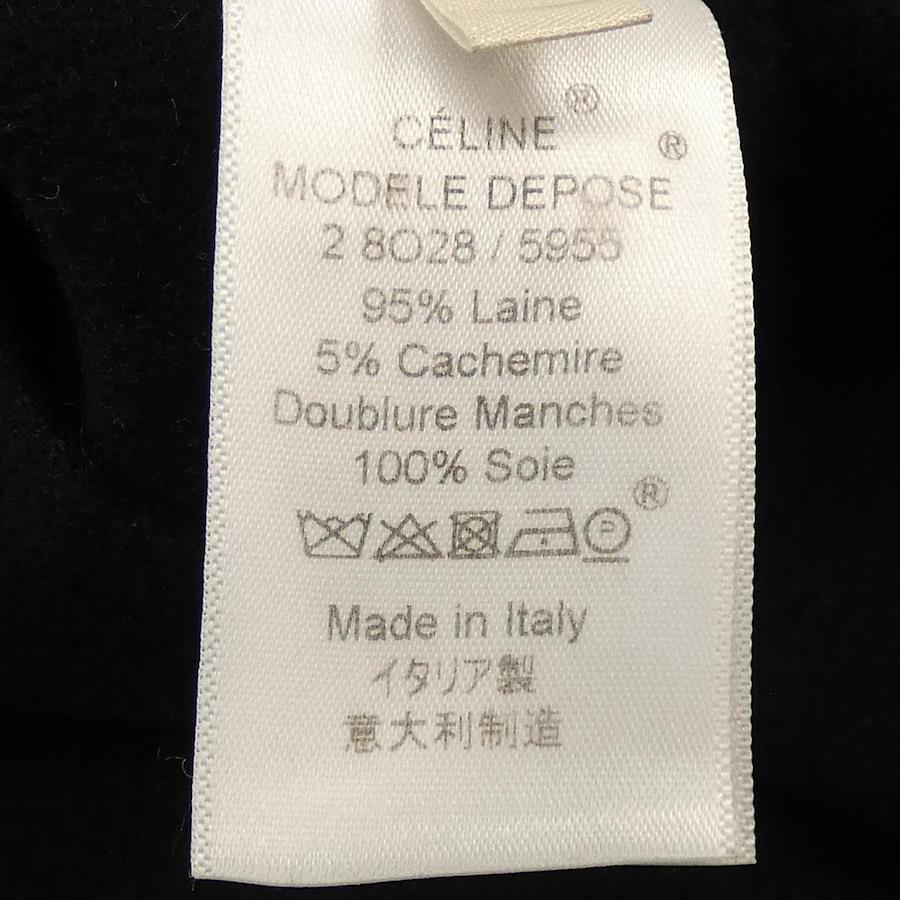 CÉLINE ®
MODELE DEPOSE ®
2 8028 / 5955
95% Laine
5% Cachemire
Doublure Manches
100% Soie
®
P
Made in Italy
イタリア製
意大利制造